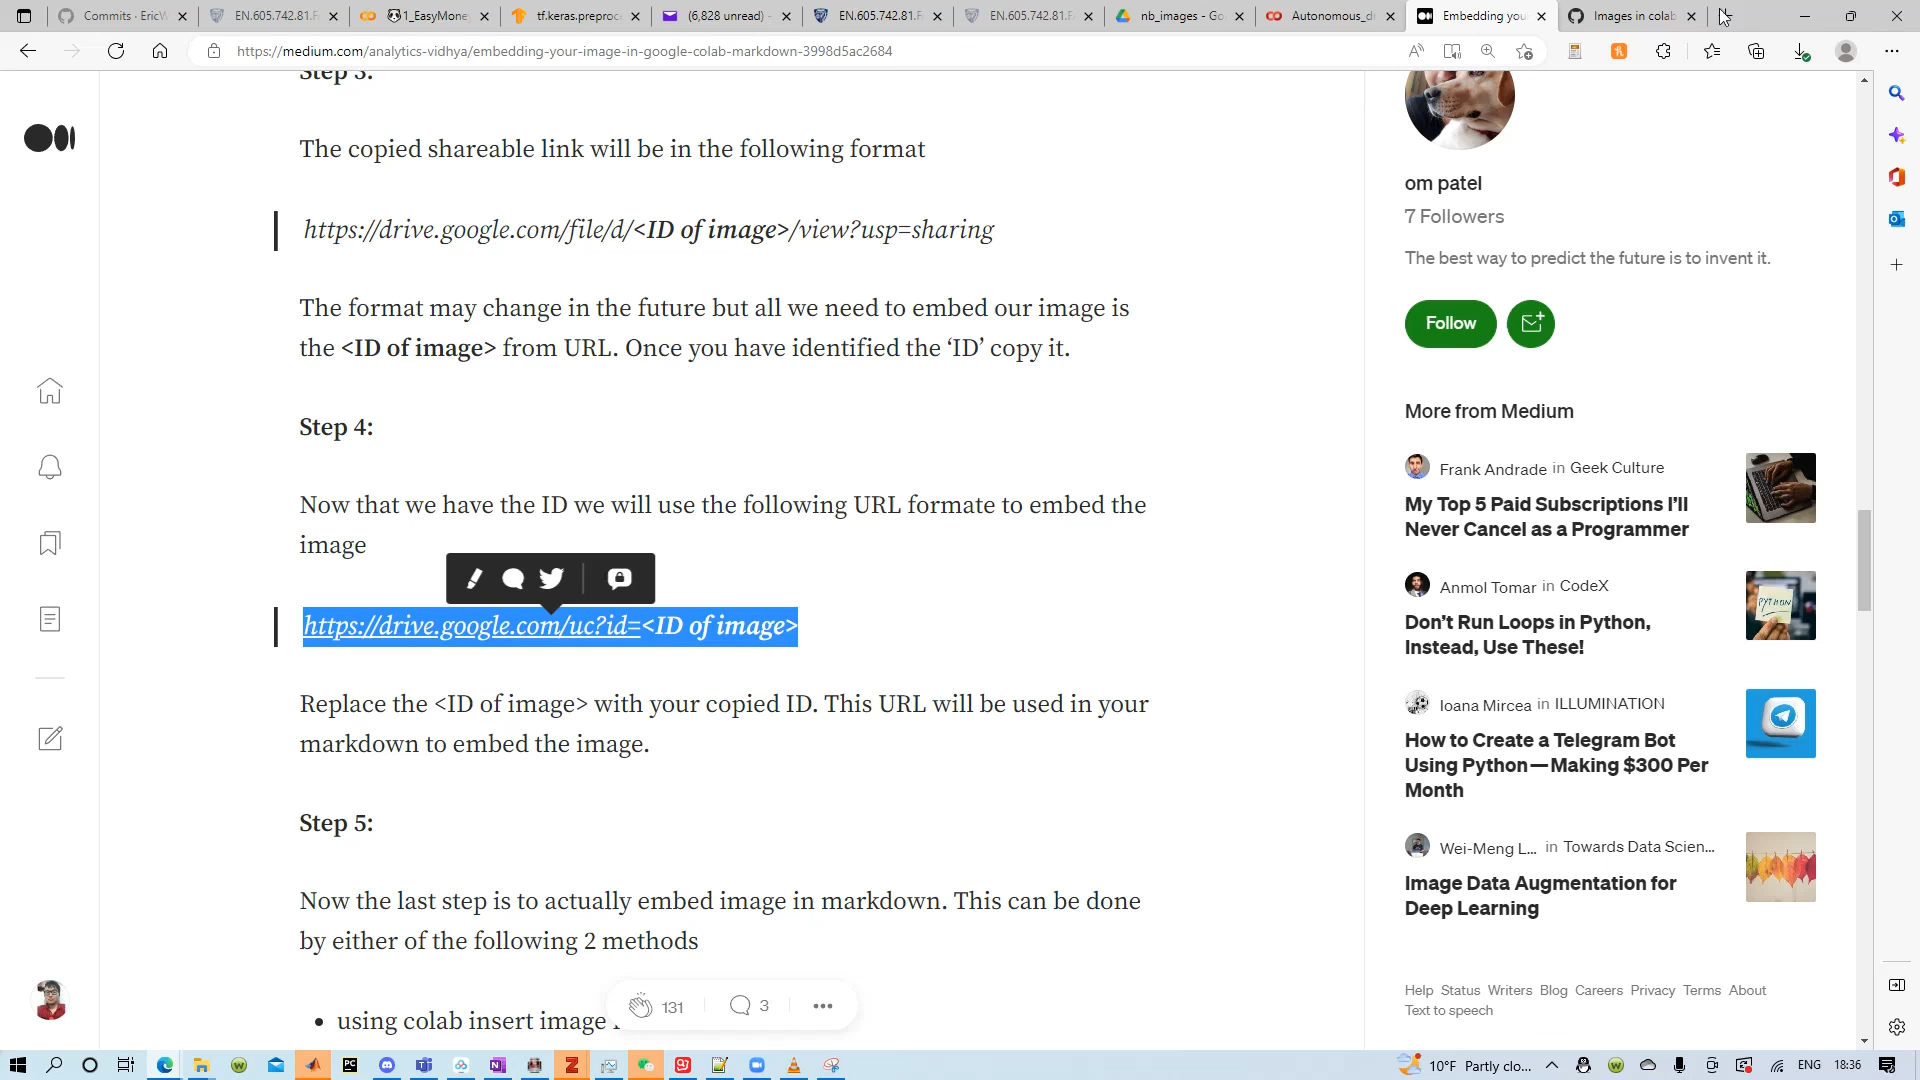 Commits · EricW
EN.605.742.81.F
1_EasyMone
tf.keras.preproc
(6,828 unread) -
EN.605.742.81.F
EN.605.742.81.F
nb_images - Go
Autonomous_d
Embedding you
Images in colab
https://medium.com/analytics-vidhya/embedding-your-image-in-google-colab-markdown-3998d5ac2684
Step 3:
The copied shareable link will be in the following format
https://drive.google.com/file/d/<ID of image>/view?usp=sharing
The format may change in the future but all we need to embed our image is
the <ID of image> from URL. Once you have identified the ‘ID’ copy it.
Step 4:
Now that we have the ID we will use the following URL formate to embed the
image
https://drive.google.com/uc?id=<ID of image>
Replace the <ID of image> with your copied ID. This URL will be used in your
markdown to embed the image.
Step 5:
Now the last step is to actually embed image in markdown. This can be done
by either of the following 2 methods
• using colab insert image
131
3
om patel
7 Followers
The best way to predict the future is to invent it.
Follow
More from Medium
Frank Andrade in Geek Culture
My Top 5 Paid Subscriptions I’ll
Never Cancel as a Programmer
Anmol Tomar in CodeX
Don’t Run Loops in Python,
Instead, Use These!
PYTHON
Ioana Mircea in ILLUMINATION
How to Create a Telegram Bot
Using Python — Making $300 Per
Month
Wei-Meng L... in Towards Data Scien...
Image Data Augmentation for
Deep Learning
Help Status Writers Blog Careers Privacy Terms About
Text to speech
10°F Partly clo...
ENG
18:36